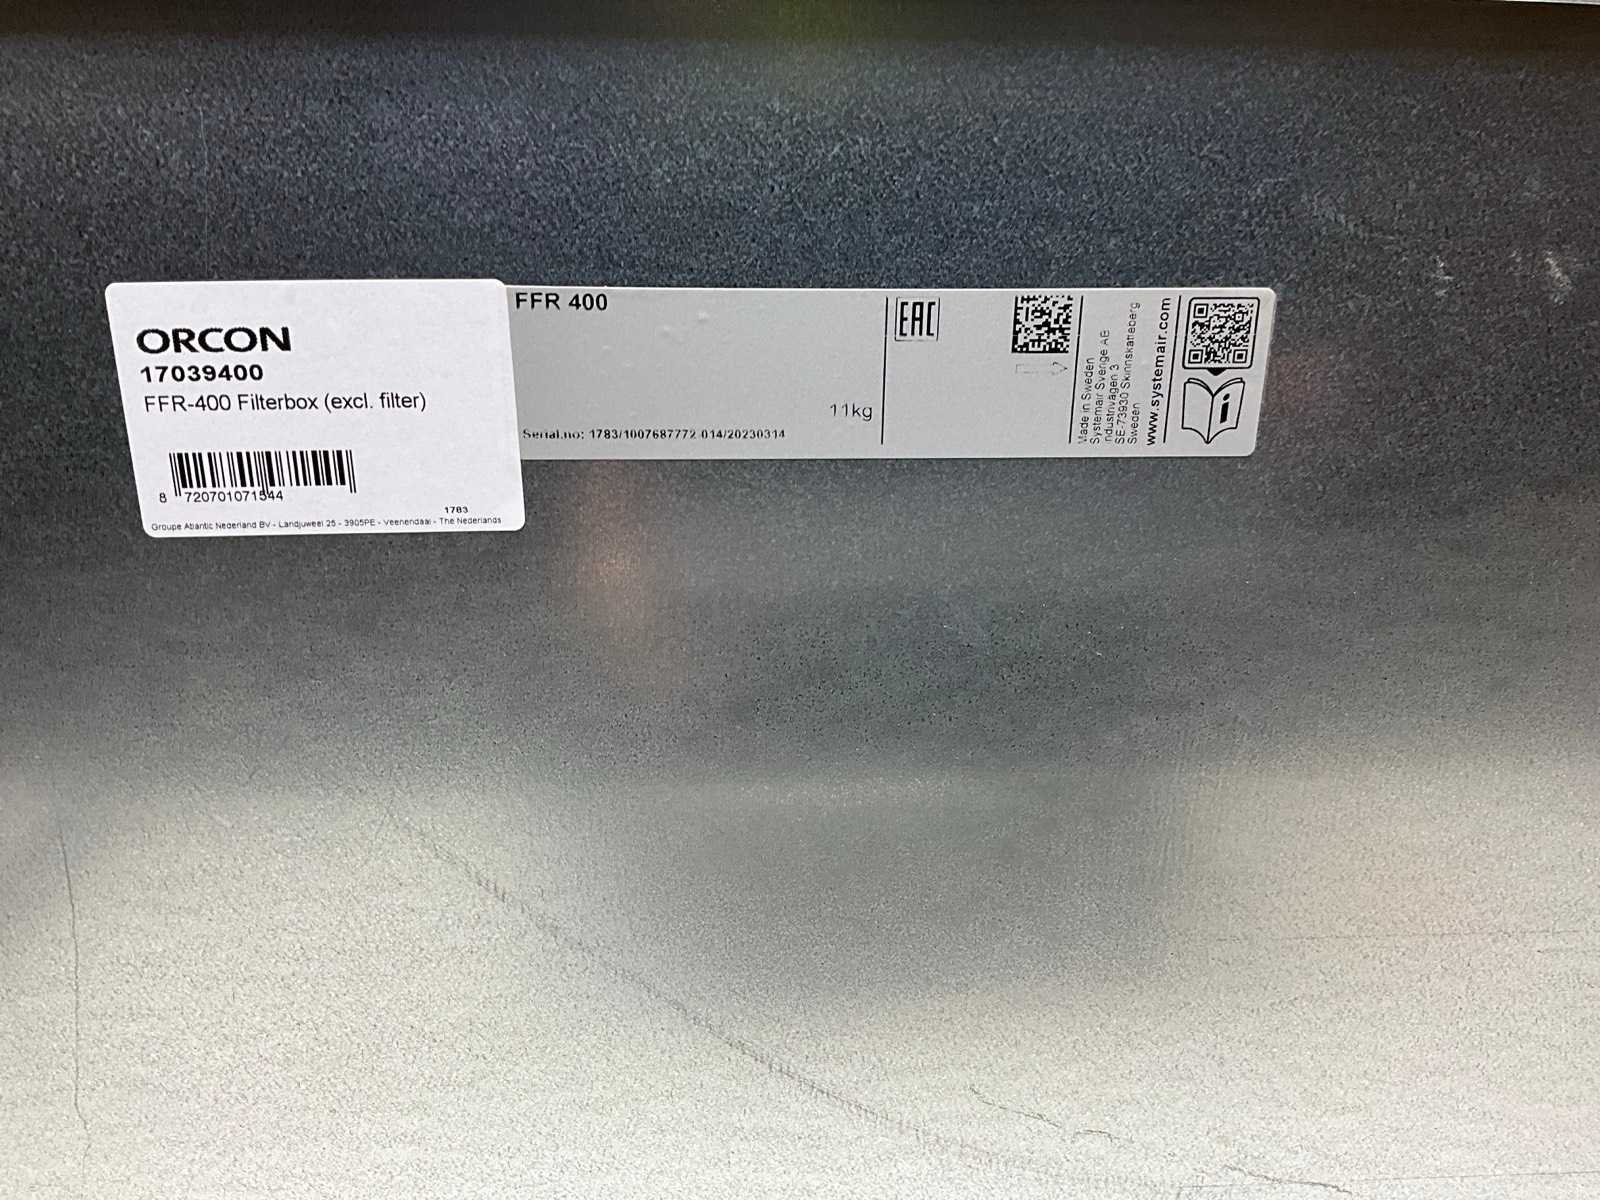 ORCON
17039400
FFR-400 Filterbox (excl. filter)
8 720701071544
1783
Groupe Atlantic Nederland BV - Landjuweel 25 - 3905PE - Veenendaal - The Nederlands
FFR 400
11kg
Serial.no: 1783/1007687772-014/20230314
EAC
Made in Sweden
Systemair Sverige AB
Industrivägen 3
SE-73930 Skinnskatteberg
Sweden
www.systemair.com
i